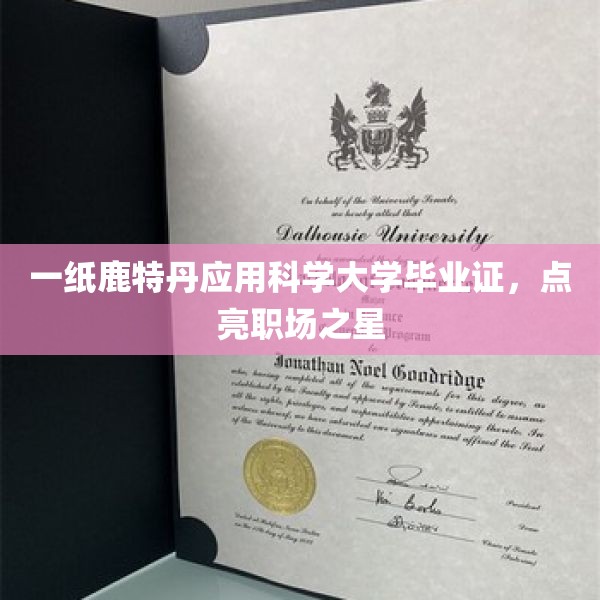 On behalf of the University Senate,
we hereby attest that
Dalhousie University
一纸鹿特丹应用科学大学毕业证，点
亮职场之星
Program
to
Jonathan Noel Goodridge
who, having completed all of the requirements for this degree, as
established by the Faculty and approved by Senate, is entitled to assume
all the rights, privileges, and responsibilities appertaining thereto. In
witness whereof, we have subscribed our signatures and affixed the Seal
of the University to this document.
President
Dean
Chair of Senate